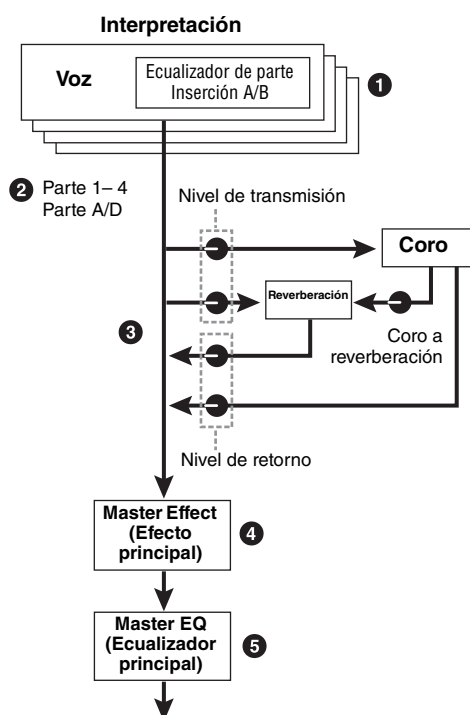 Interpretación
Voz
Ecualizador de parte
Inserción A/B
1
2 Parte 1– 4
Parte A/D
Nivel de transmisión
Coro
Reverberación
3
Coro a
reverberación
Nivel de retorno
Master Effect
(Efecto
principal)
4
Master EQ
(Ecualizador
principal)
5